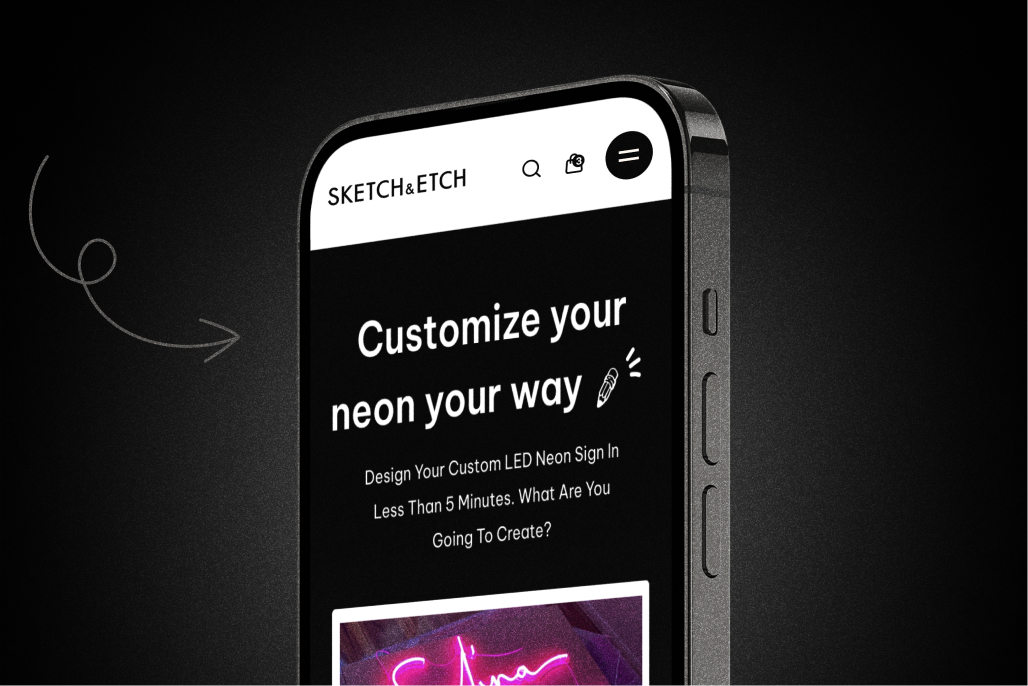 SKETCH&ETCH
3
Customize your
neon your way
Design Your Custom LED Neon Sign In
Less Than 5 Minutes. What Are You
Going To Create?